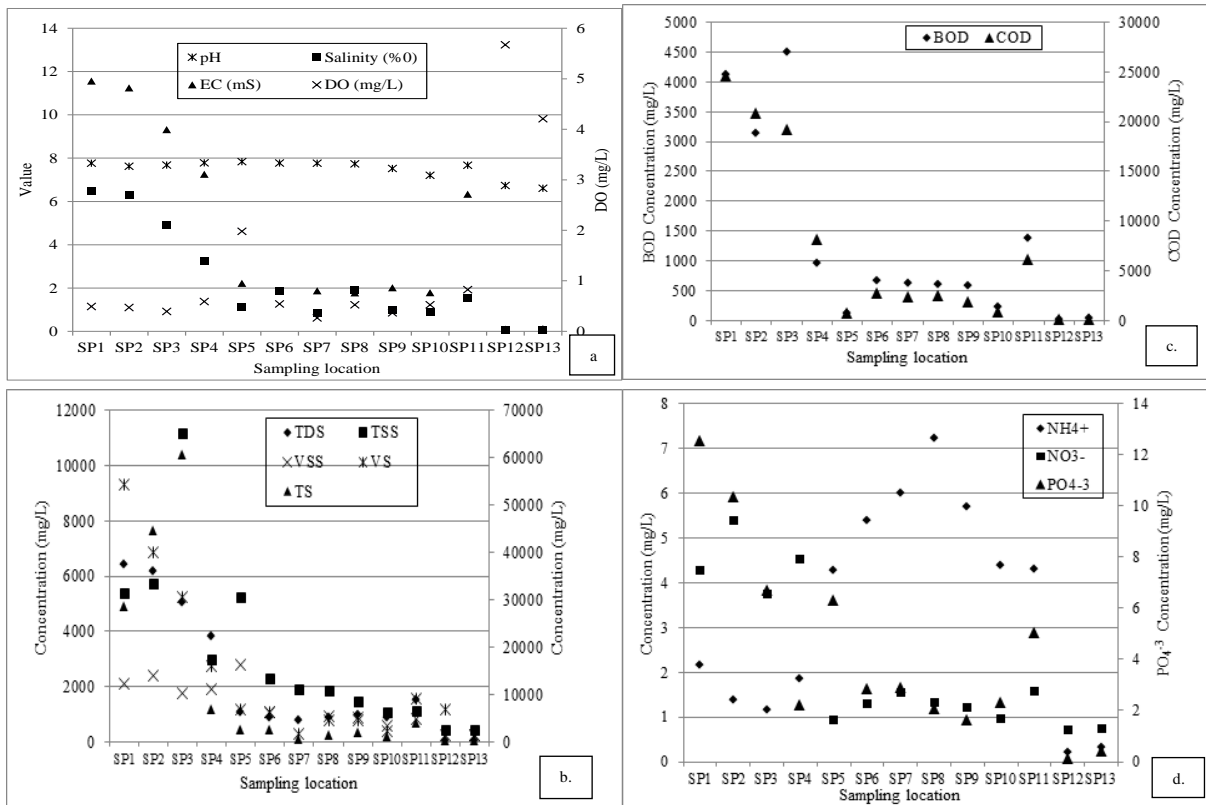 14
12
10
8
6
4
2
0
6
5
4
3
2
1
0
Value
DO (mg/L)
pH
Salinity (%0)
EC (mS)
DO (mg/L)
SP1 SP2 SP3 SP4 SP5 SP6 SP7 SP8 SP9 SP10 SP11 SP12 SP13
Sampling location
a
5000
4500
4000
3500
3000
2500
2000
1500
1000
500
0
30000
25000
20000
15000
10000
5000
0
BOD Concentration (mg/L)
COD Concentration (mg/L)
BOD
COD
SP1 SP2 SP3 SP4 SP5 SP6 SP7 SP8 SP9 SP10 SP11 SP12 SP13
Sampling location
c.
12000
10000
8000
6000
4000
2000
0
70000
60000
50000
40000
30000
20000
10000
0
Concentration (mg/L)
Concentration (mg/L)
TDS
TSS
VSS
VS
TS
SP1 SP2 SP3 SP4 SP5 SP6 SP7 SP8 SP9 SP10 SP11 SP12 SP13
Sampling location
b.
8
7
6
5
4
3
2
1
0
14
12
10
8
6
4
2
0
Concentration (mg/L)
PO₄⁻³ Concentration (mg/L)
NH4+
NO3-
PO4-3
SP1 SP2 SP3 SP4 SP5 SP6 SP7 SP8 SP9 SP10 SP11 SP12 SP13
Sampling location
d.